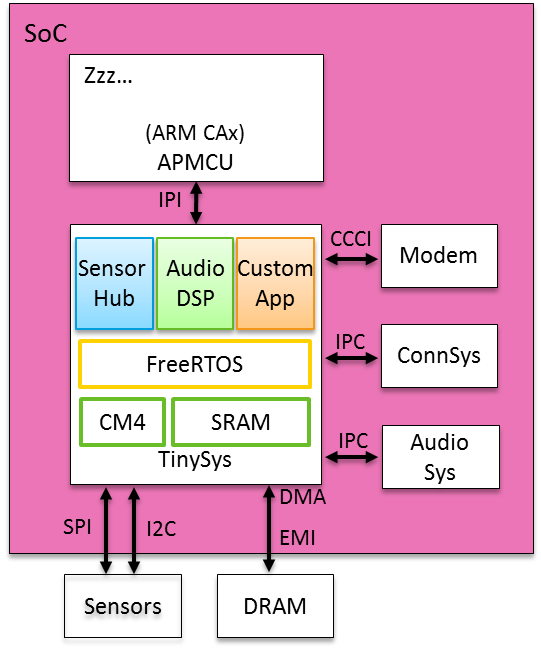 SoC
Zzz...
(ARM CAx)
APMCU
IPI
Sensor
Hub
Audio
DSP
Custom
App
FreeRTOS
CM4
SRAM
TinySys
CCCI
Modem
IPC
ConnSys
IPC
Audio
Sys
SPI
I2C
DMA
EMI
Sensors
DRAM